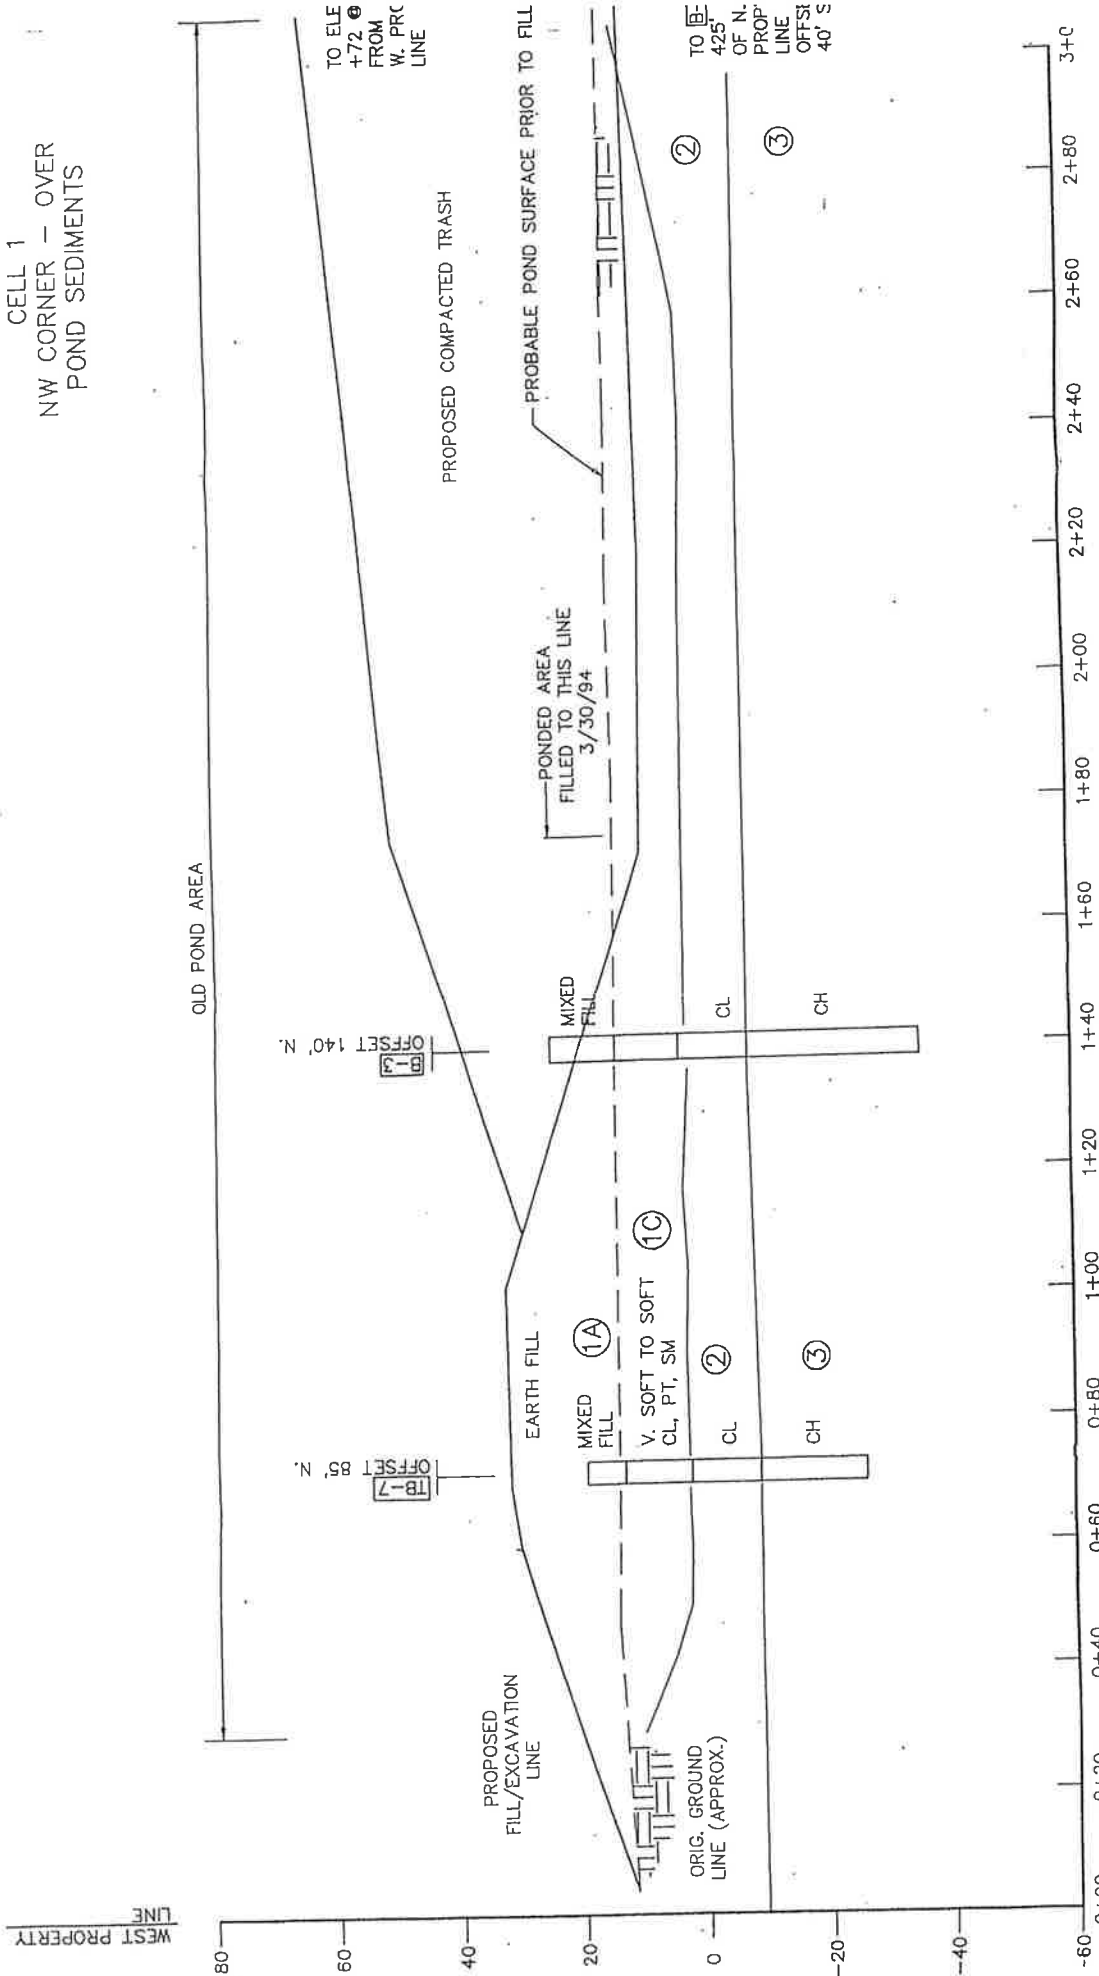 CELL 1
NW CORNER – OVER
POND SEDIMENTS
WEST PROPERTY
LINE
OLD POND AREA
TO ELE
+72 @
FROM
W. PRO
LINE
PROPOSED COMPACTED TRASH
PROBABLE POND SURFACE PRIOR TO FILL
TO B-
425'
OF N.
PROP'
LINE
OFFSE
40' S
PONDED AREA
FILLED TO THIS LINE
3/30/94
B-3
OFFSET 140' N.
TB-7
OFFSET 85' N.
PROPOSED
FILL/EXCAVATION
LINE
EARTH FILL
MIXED
FILL
MIXED
FILL
1A
V. SOFT TO SOFT
CL, PT, SM
1C
ORIG. GROUND
LINE (APPROX.)
CL
2
CL
2
CH
3
CH
3
80
60
40
20
0
-20
-40
-60
0+60
0+80
1+00
1+20
1+40
1+60
1+80
2+00
2+20
2+40
2+60
2+80